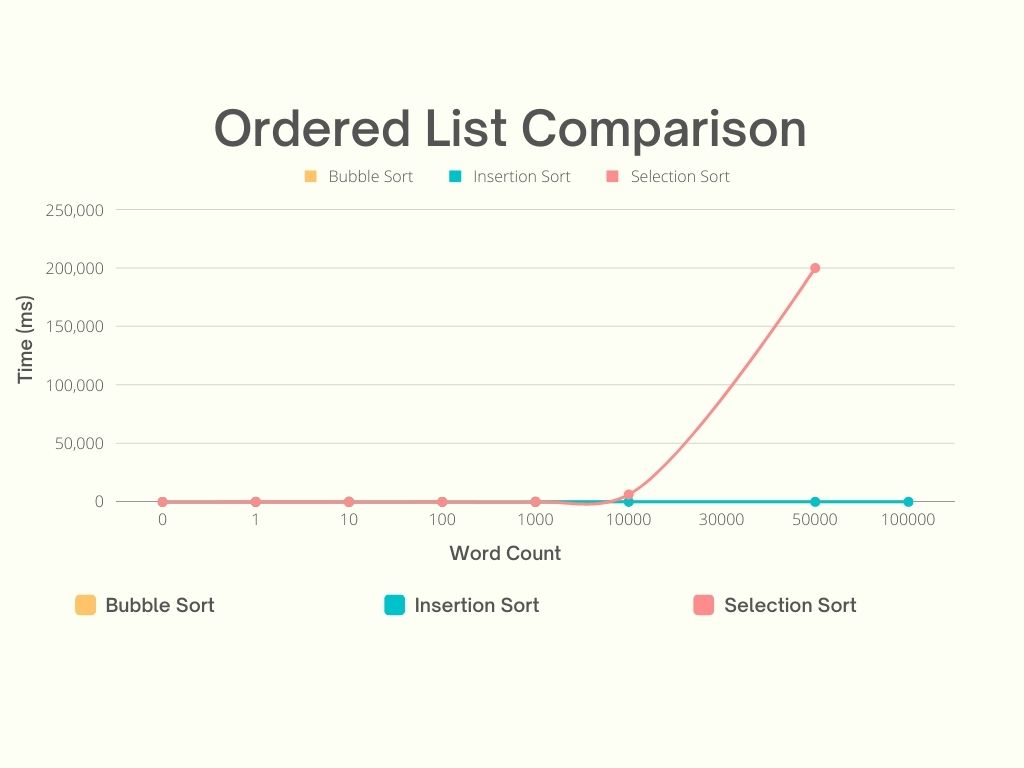 Ordered List Comparison
Bubble Sort Insertion Sort Selection Sort
250,000
200,000
150,000
100,000
50,000
0
Time (ms)
0 1 10 100 1000 10000 30000 50000 100000
Word Count
Bubble Sort Insertion Sort Selection Sort